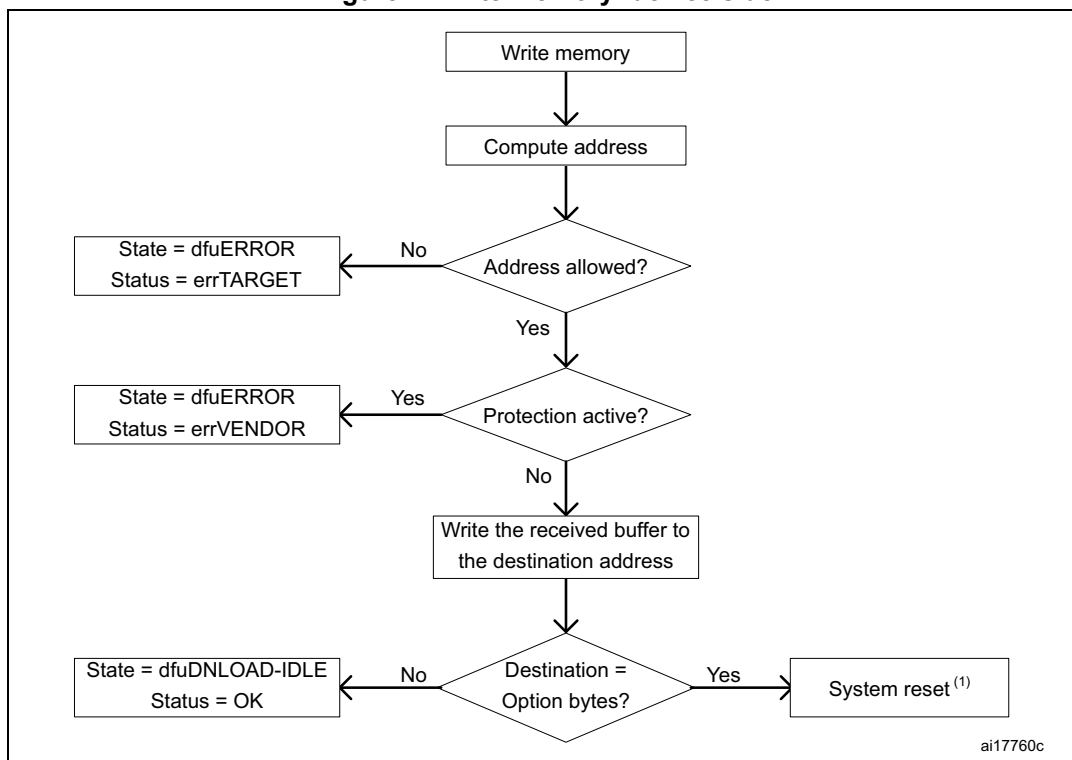 Write memory
Compute address
State = dfuERROR
Status = errTARGET
No
Address allowed?
Yes
State = dfuERROR
Status = errVENDOR
Yes
Protection active?
No
Write the received buffer to
the destination address
State = dfuDNLOAD-IDLE
Status = OK
No
Destination =
Option bytes?
Yes
System reset (1)
ai17760c